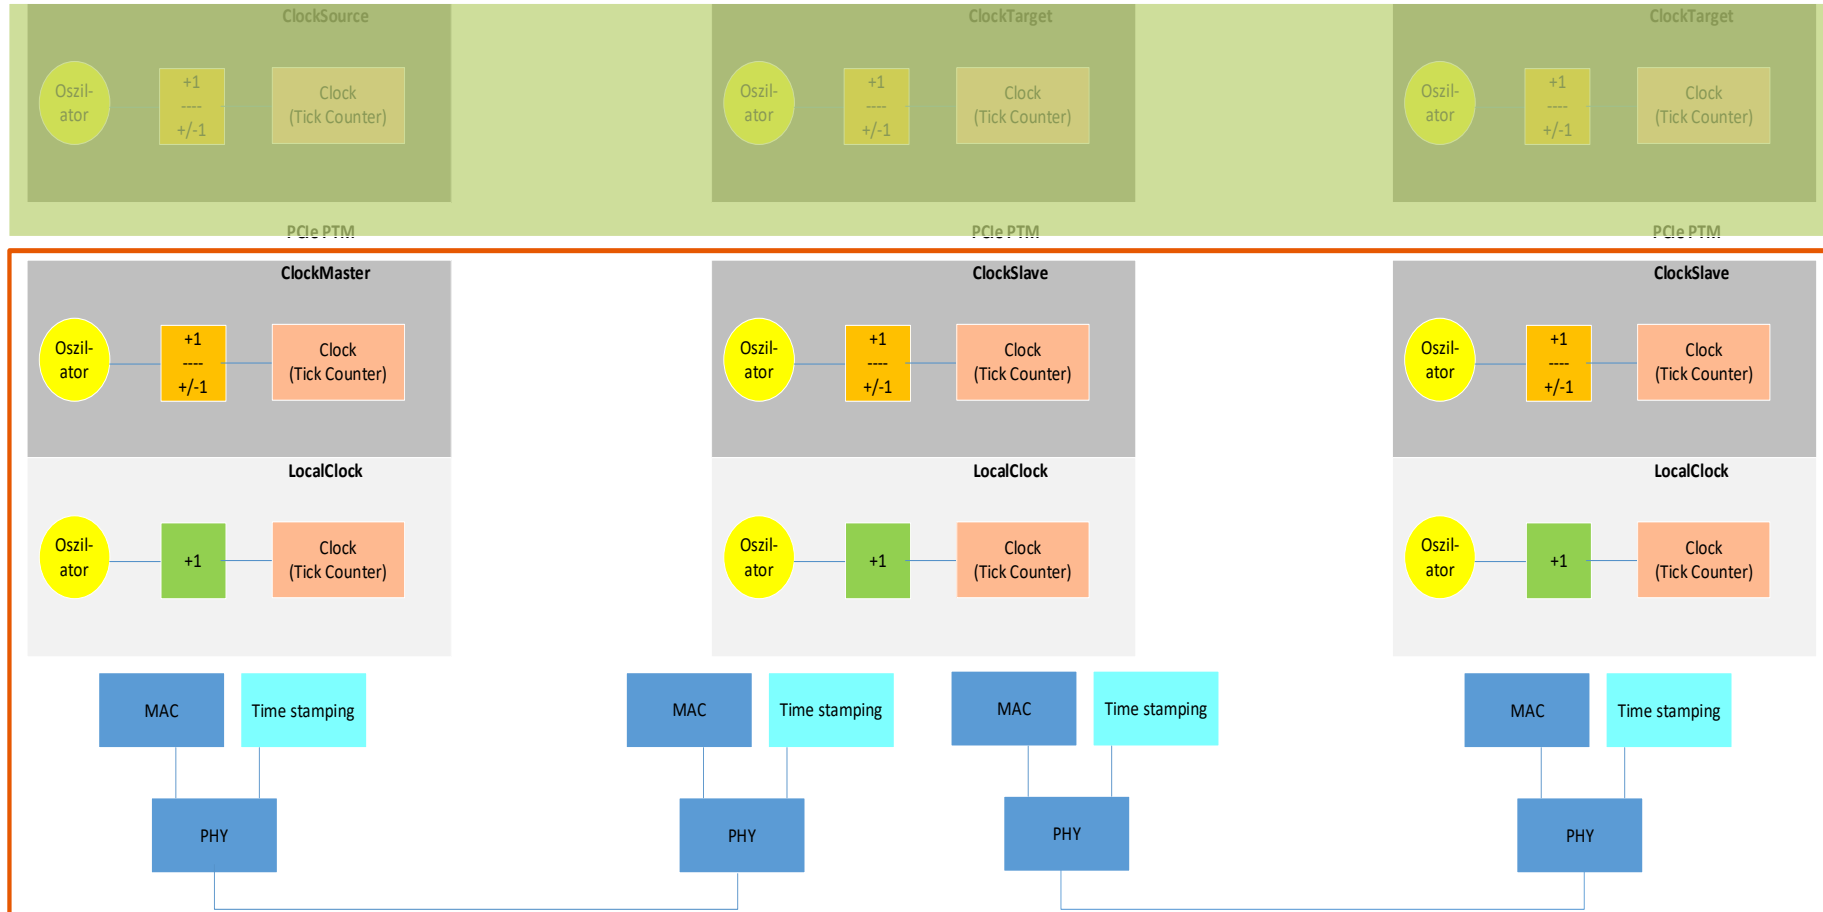 ClockSource
Oszil-
ator
+1
----
+/-1
Clock
(Tick Counter)
ClockTarget
Oszil-
ator
+1
----
+/-1
Clock
(Tick Counter)
ClockTarget
Oszil-
ator
+1
----
+/-1
Clock
(Tick Counter)
PCIe PTM
PCIe PTM
PCIe PTM
ClockMaster
Oszil-
ator
+1
----
+/-1
Clock
(Tick Counter)
ClockSlave
Oszil-
ator
+1
----
+/-1
Clock
(Tick Counter)
ClockSlave
Oszil-
ator
+1
----
+/-1
Clock
(Tick Counter)
LocalClock
Oszil-
ator
+1
Clock
(Tick Counter)
LocalClock
Oszil-
ator
+1
Clock
(Tick Counter)
LocalClock
Oszil-
ator
+1
Clock
(Tick Counter)
MAC
Time stamping
MAC
Time stamping
MAC
Time stamping
MAC
Time stamping
PHY
PHY
PHY
PHY